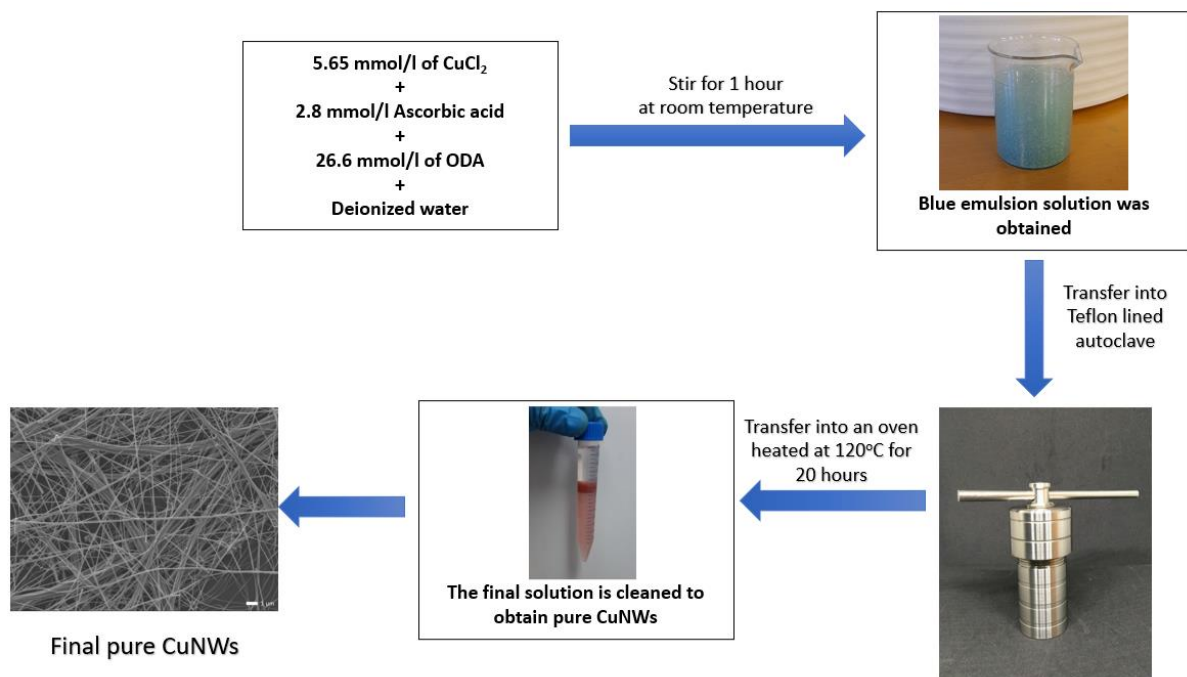 5.65 mmol/l of CuCl₂
+
2.8 mmol/l Ascorbic acid
+
26.6 mmol/l of ODA
+
Deionized water
Stir for 1 hour
at room temperature
Blue emulsion solution was
obtained
Transfer into
Teflon lined
autoclave
Transfer into an oven
heated at 120°C for
20 hours
The final solution is cleaned to
obtain pure CuNWs
1 µm
Final pure CuNWs